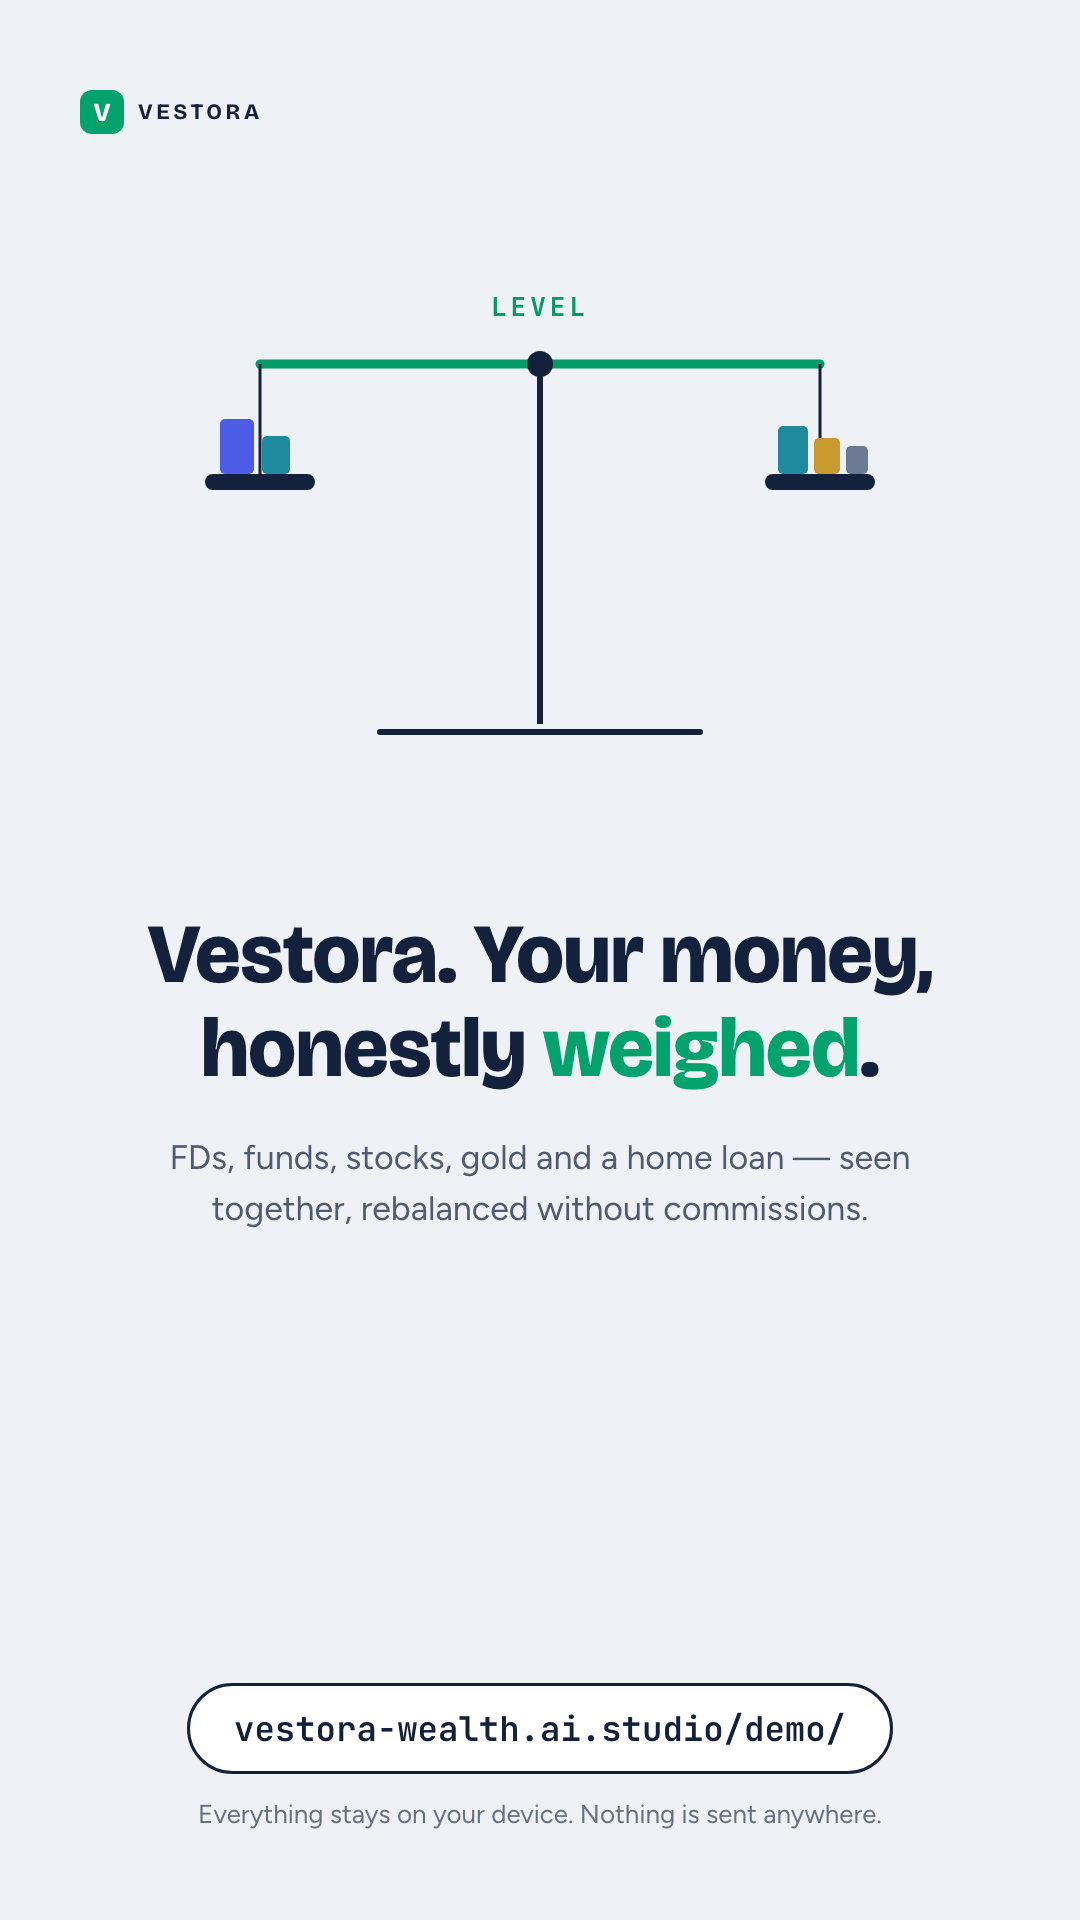 V VESTORA
LEVEL
Vestora. Your money,
honestly weighed.
FDs, funds, stocks, gold and a home loan — seen
together, rebalanced without commissions.
vestora-wealth.ai.studio/demo/
Everything stays on your device. Nothing is sent anywhere.